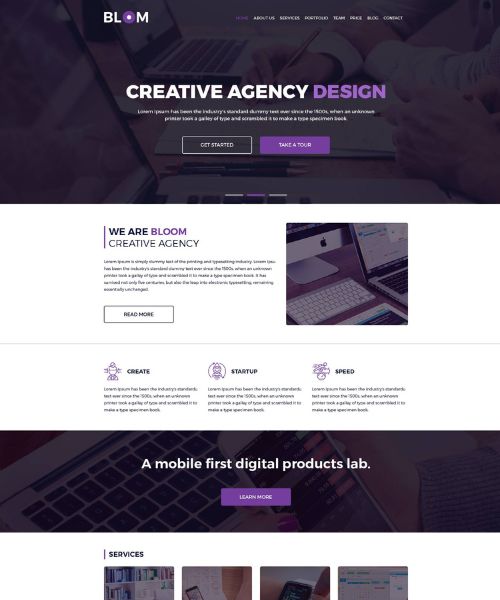 BLOM
HOME ABOUT US SERVICES PORTFOLIO TEAM PRICE BLOG CONTACT
CREATIVE AGENCY DESIGN
Lorem Ipsum has been the industry's standard dummy text ever since the 1500s, when an unknown
printer took a galley of type and scrambled it to make a type specimen book.
GET STARTED TAKE A TOUR
WE ARE BLOOM
CREATIVE AGENCY
Lorem Ipsum is simply dummy text of the printing and typesetting industry. Lorem Ipsum
has been the industry's standard dummy text ever since the 1500s, when an unknown
printer took a galley of type and scrambled it to make a type specimen book. It has
survived not only five centuries, but also the leap into electronic typesetting, remaining
essentially unchanged.
READ MORE
CREATE
Lorem Ipsum has been the industry's standard
text ever since the 1500s, when an unknown
printer took a galley of type and scrambled it to
make a type specimen book.
STARTUP
Lorem Ipsum has been the industry's standard
text ever since the 1500s, when an unknown
printer took a galley of type and scrambled it to
make a type specimen book.
SPEED
Lorem Ipsum has been the industry's standard
text ever since the 1500s, when an unknown
printer took a galley of type and scrambled it to
make a type specimen book.
A mobile first digital products lab.
LEARN MORE
SERVICES